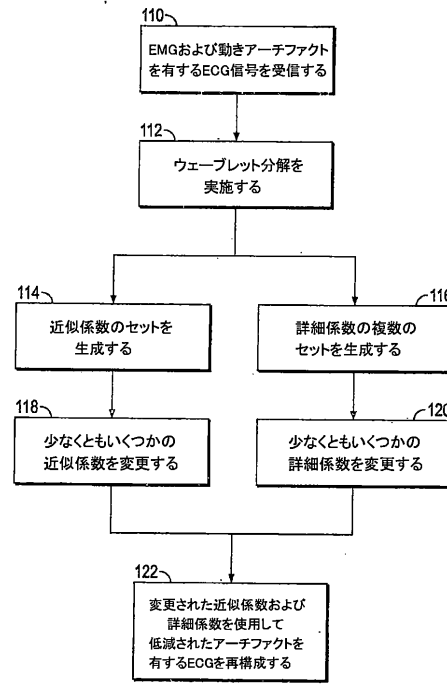 110
EMGおよび動きアーチファクト
を有するECG信号を受信する
112
ウェーブレット分解を
実施する
114
近似係数のセットを
生成する
116
詳細係数の複数の
セットを生成する
118
少なくともいくつかの
近似係数を変更する
120
少なくともいくつかの
詳細係数を変更する
122
変更された近似係数および
詳細係数を使用して
低減されたアーチファクトを
有するECGを再構成する